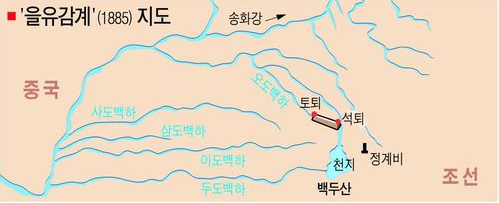 '을유감계'(1885) 지도
송화강
중국
오도백하
사도백하
토퇴
석퇴
삼도백하
이도백하
정계비
천지
두도백하
백두산
조선